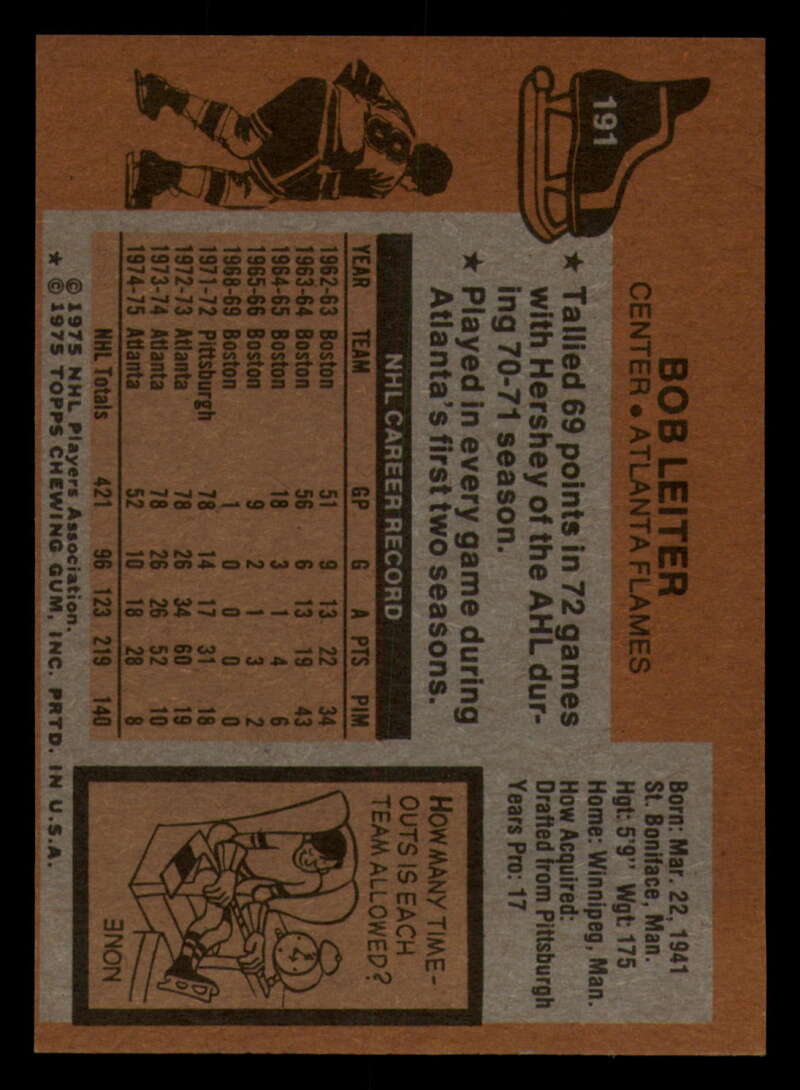 191
BOB LEITER
CENTER • ATLANTA FLAMES
8
★ Tallied 69 points in 72 games
with Hershey of the AHL dur-
ing 70-71 season.
★ Played in every game during
Atlanta's first two seasons.
Born: Mar. 22, 1941
St. Boniface, Man.
Hgt: 5'9" Wgt: 175
Home: Winnipeg, Man.
How Acquired:
Drafted from Pittsburgh
Years Pro: 17
NHL CAREER RECORD
YEAR TEAM GP G A PTS PIM
1962-63 Boston 51 9 13 22 34
1963-64 Boston 56 6 13 19 43
1964-65 Boston 18 3 1 4 6
1965-66 Boston 9 2 1 3 2
1968-69 Boston 1 0 0 0 0
1971-72 Pittsburgh 78 14 17 31 18
1972-73 Atlanta 78 26 34 60 19
1973-74 Atlanta 78 26 26 52 10
1974-75 Atlanta 52 10 18 28 8
NHL Totals 421 96 123 219 140
HOW MANY TIME-
OUTS IS EACH
TEAM ALLOWED?
NONE
© 1975 NHL Players Association.
★ © 1975 TOPPS CHEWING GUM, INC. PRTD. IN U.S.A.